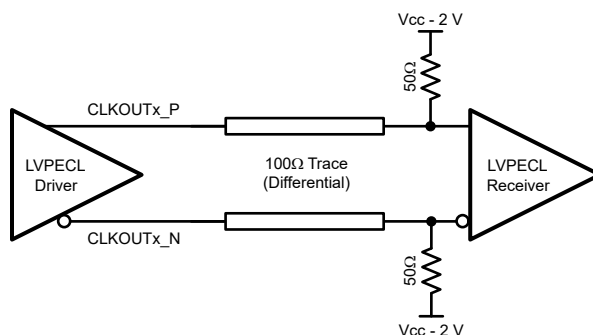 Vcc - 2 V
50Ω
CLKOUTx_P
LVPECL
Driver
100Ω Trace
(Differential)
LVPECL
Receiver
CLKOUTx_N
50Ω
Vcc - 2 V